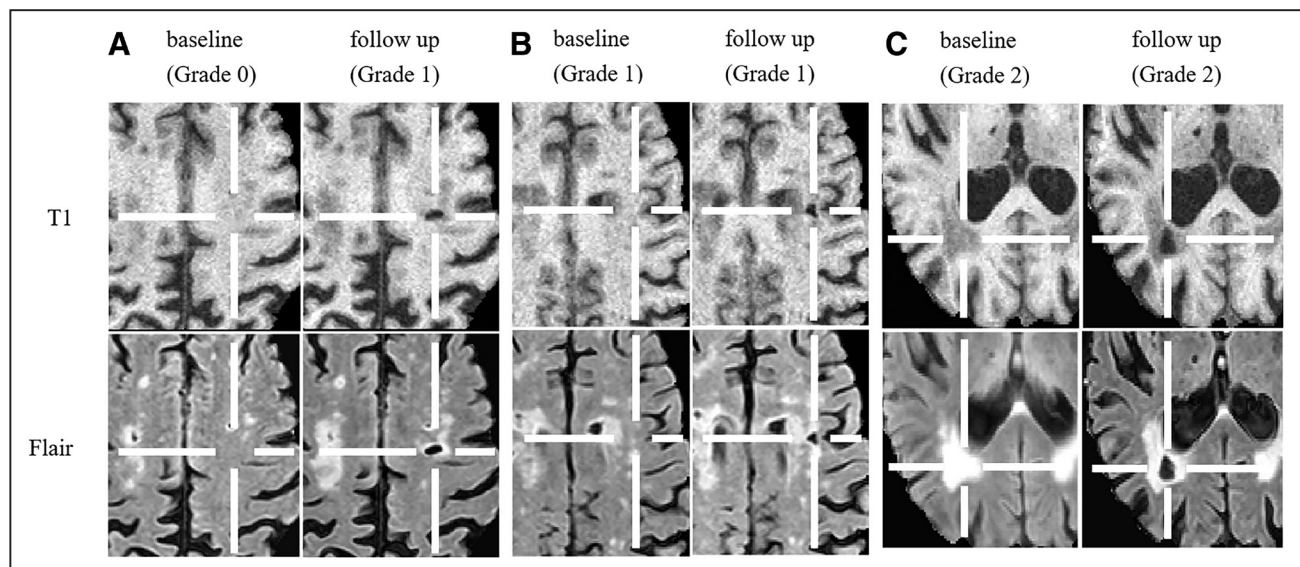 A baseline follow up B baseline follow up C baseline follow up
(Grade 0) (Grade 1) (Grade 1) (Grade 1) (Grade 2) (Grade 2)
T1
Flair